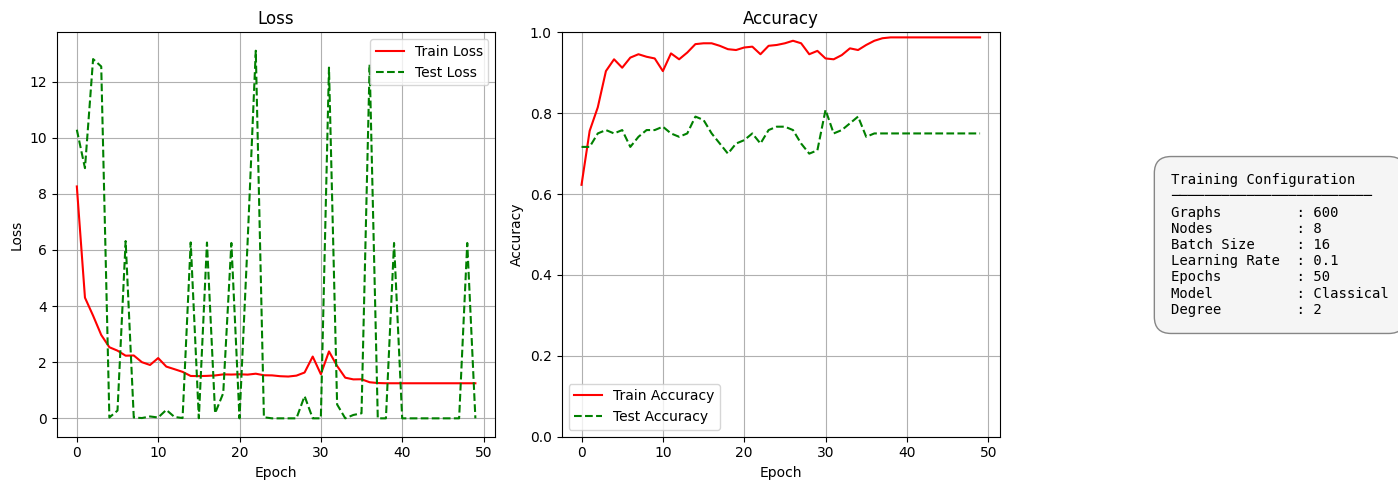 Loss
Train Loss
Test Loss
12
10
8
6
4
2
0
Loss
0 10 20 30 40 50
Epoch
Accuracy
1.0
0.8
0.6
0.4
0.2
0.0
Accuracy
Train Accuracy
Test Accuracy
0 10 20 30 40 50
Epoch
Training Configuration
Graphs : 600
Nodes : 8
Batch Size : 16
Learning Rate : 0.1
Epochs : 50
Model : Classical
Degree : 2